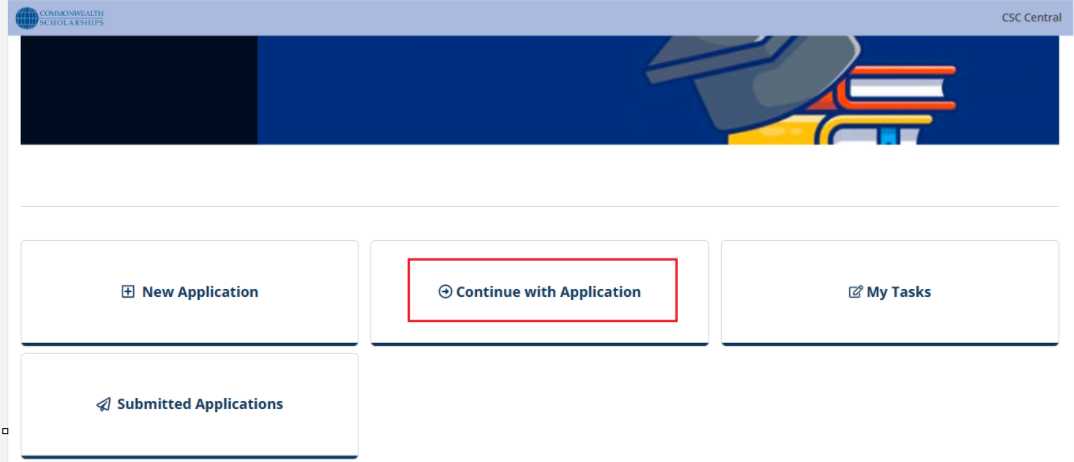 COMMONWEALTH
SCHOLARSHIPS
CSC Central
New Application
Continue with Application
My Tasks
Submitted Applications